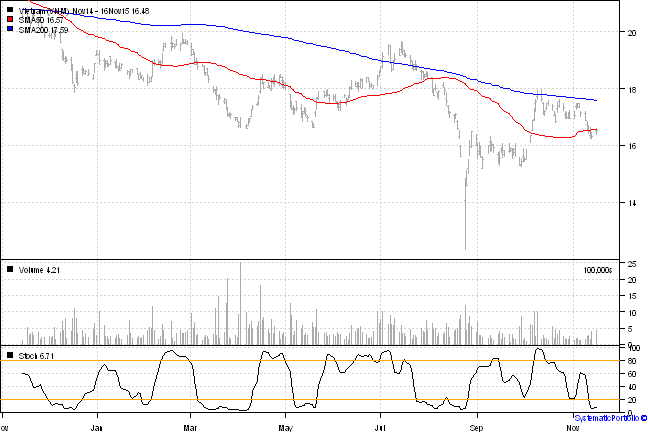 Vietnam (VNM) Nov14 - 16Nov15 16.48
SMA50 16.57
SMA200 17.59
20
18
16
14
Volume 4.21
100,000s
25
20
15
10
5
Stoch 6.71
100
80
60
40
20
0
Jan
Mar
May
Jul
Sep
Nov
SystematicPortfolio ©